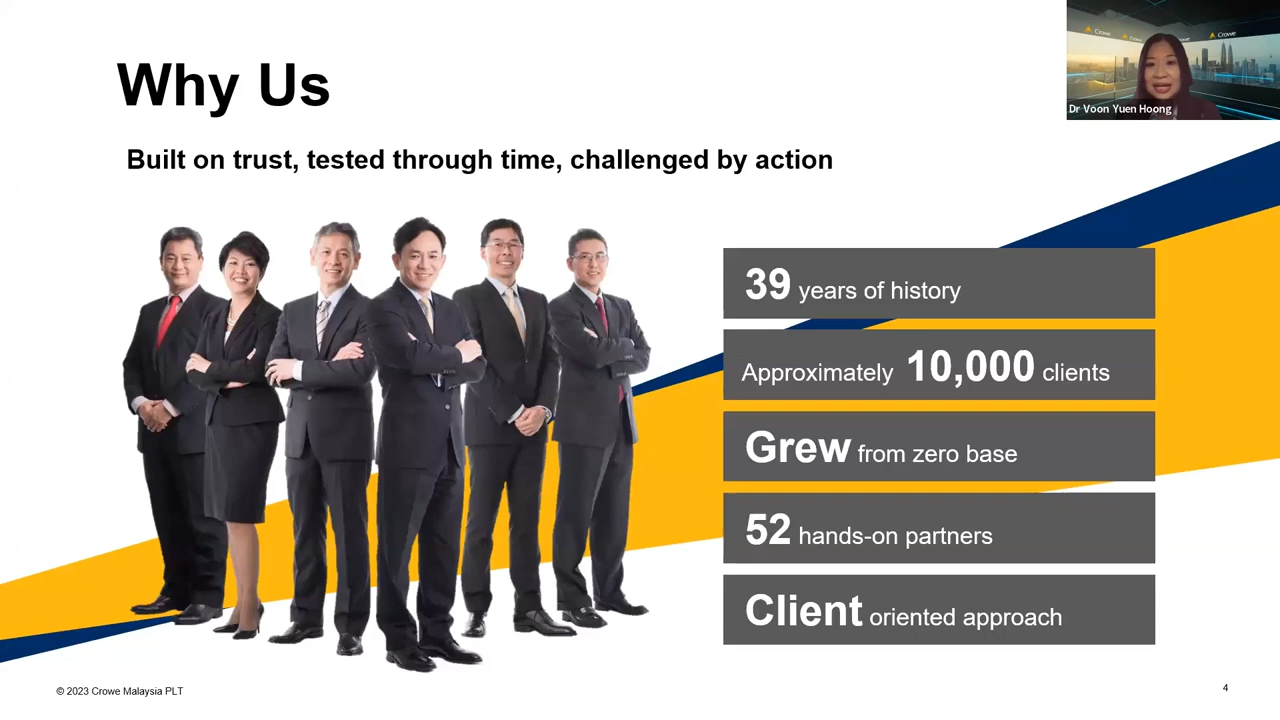 Why Us
Built on trust, tested through time, challenged by action
Crowe
Crowe
Dr Voon Yuen Hoong
39 years of history
Approximately 10,000 clients
Grew from zero base
52 hands-on partners
Client oriented approach
© 2023 Crowe Malaysia PLT
4